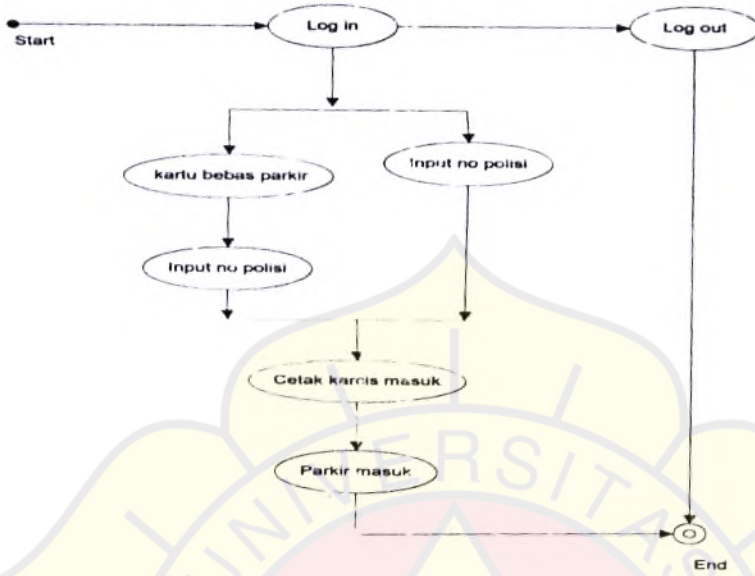 Start
Log in
Log out
kartu bebas parkir
Input no polisi
Input no polisi
Cetak karcis masuk
Parkir masuk
UNIVERSITAS
End